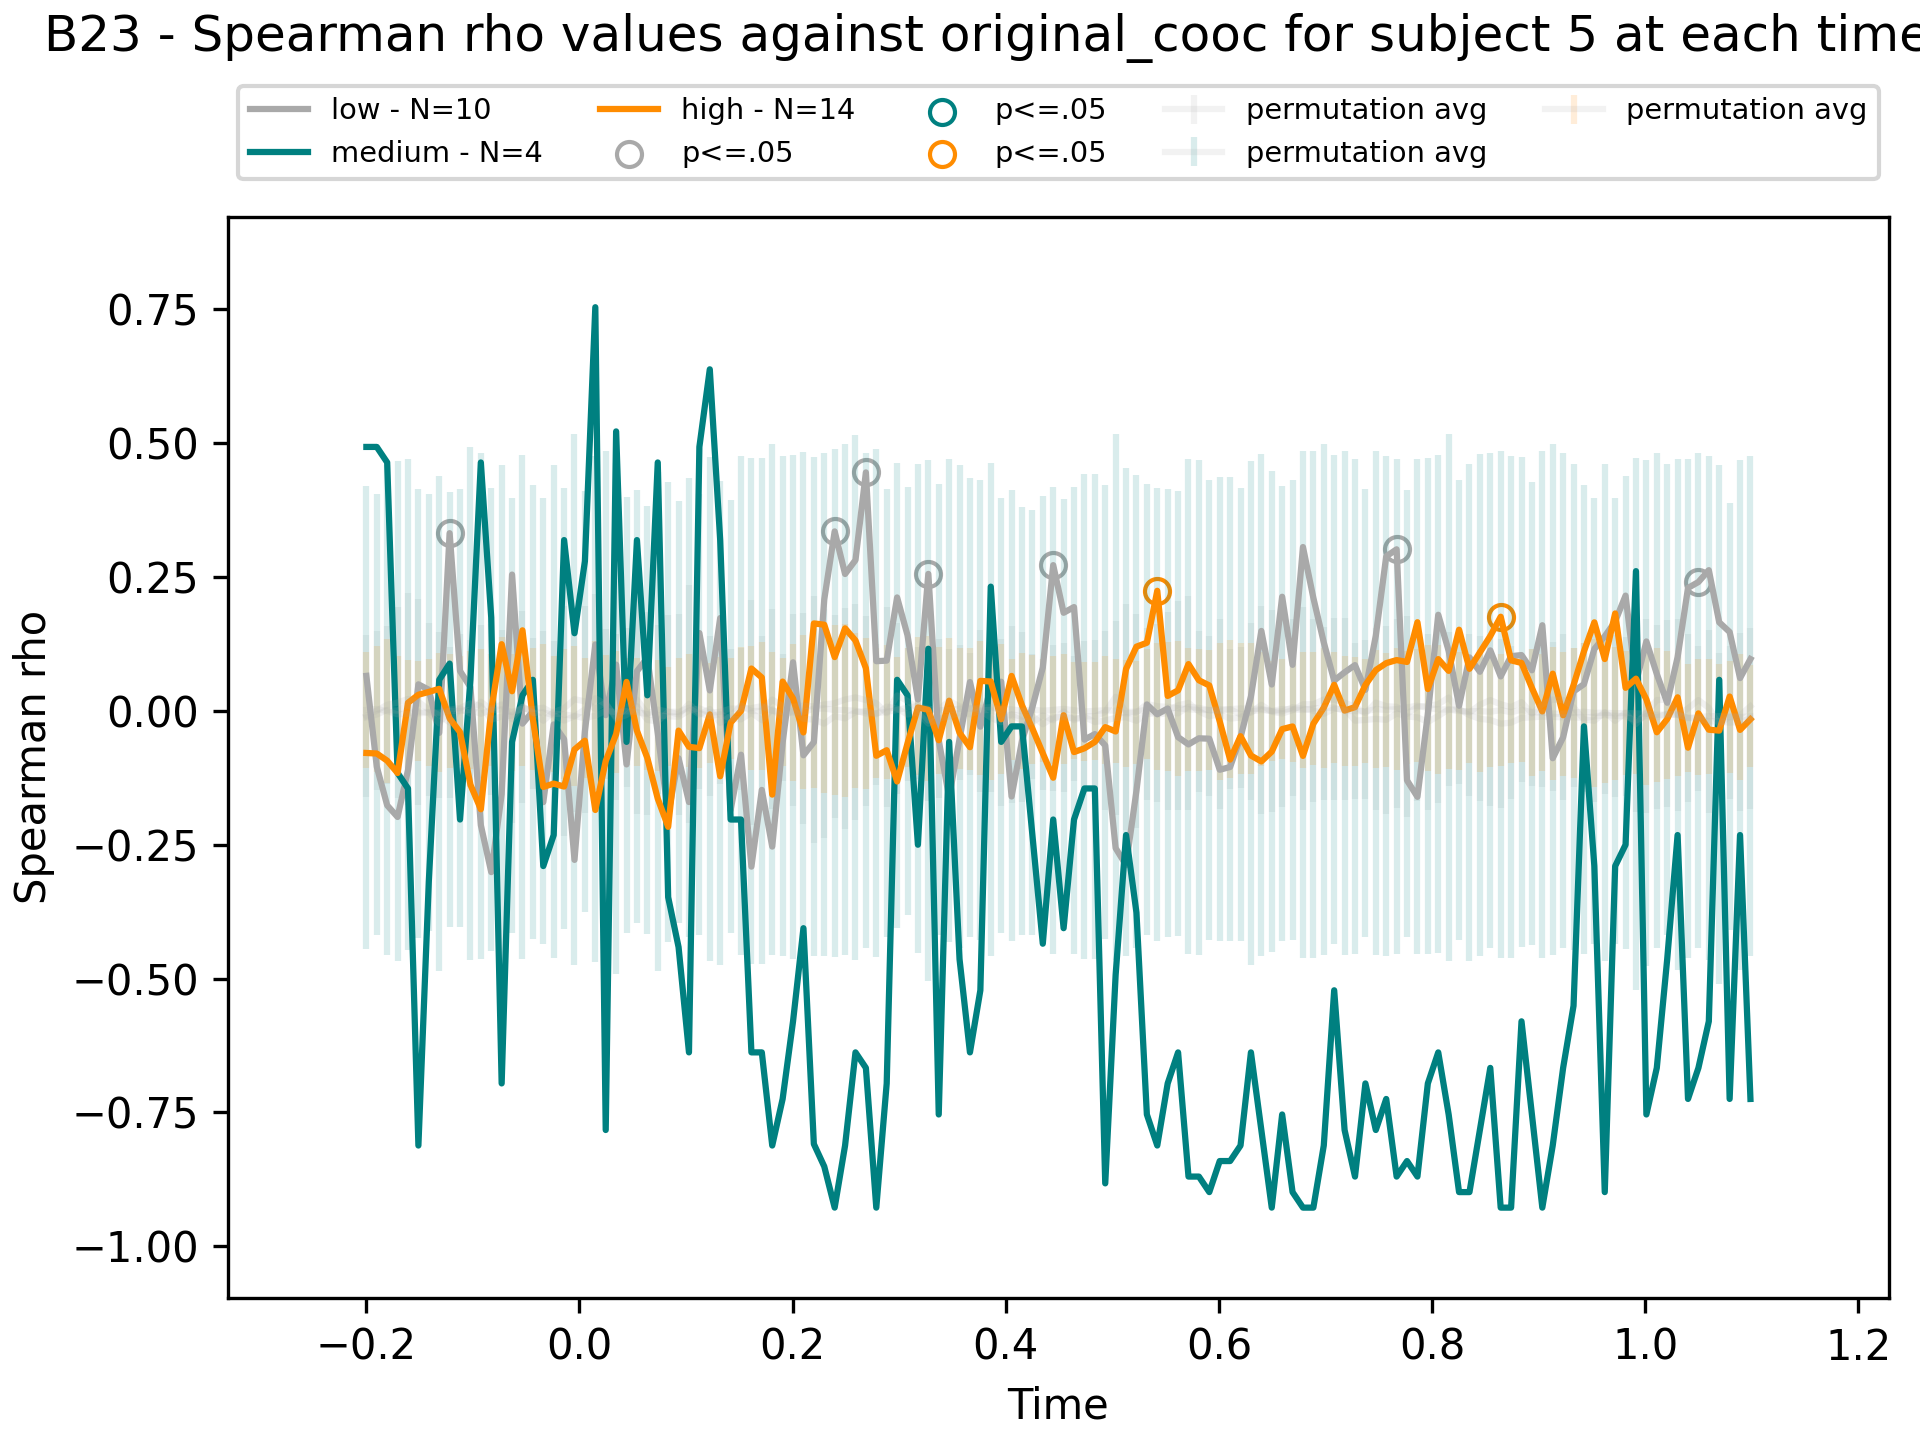 B23 - Spearman rho values against original_cooc for subject 5 at each time
low - N=10
medium - N=4
high - N=14
p<=.05
p<=.05
p<=.05
permutation avg
permutation avg
permutation avg
Spearman rho
0.75
0.50
0.25
0.00
−0.25
−0.50
−0.75
−1.00
−0.2 0.0 0.2 0.4 0.6 0.8 1.0 1.2
Time